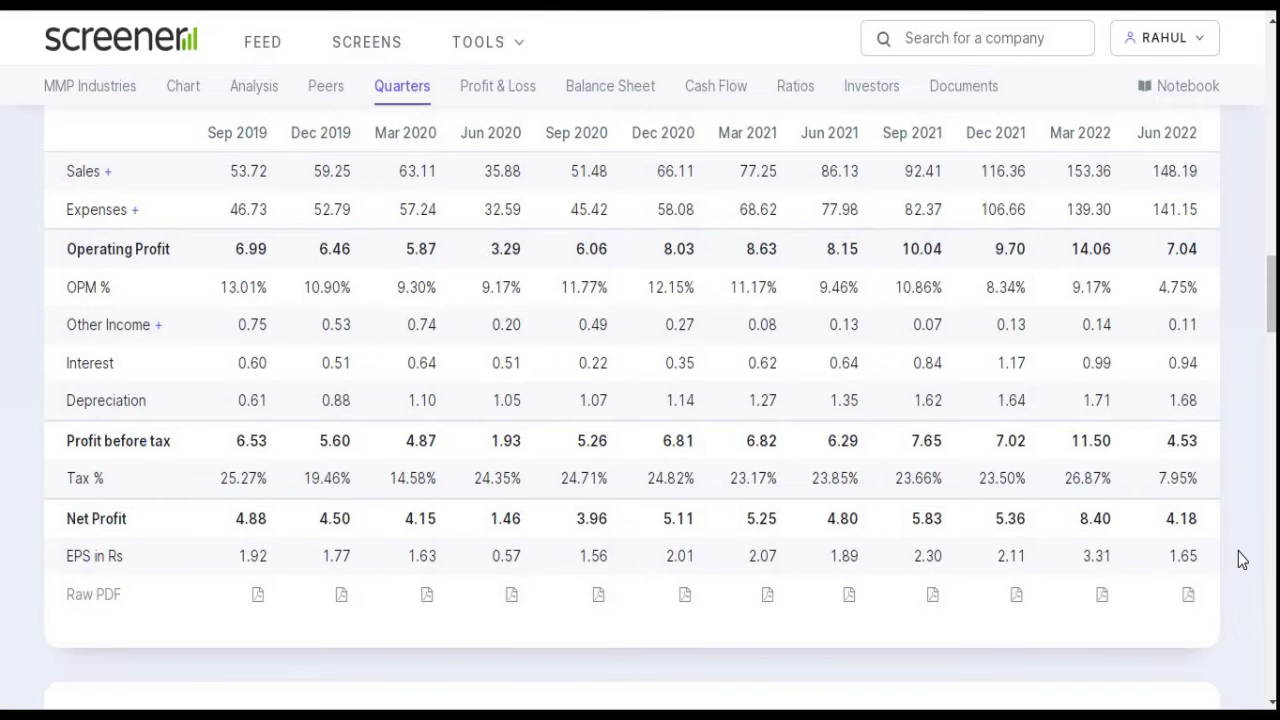 screener FEED SCREENS TOOLS Search for a company RAHUL
MMP Industries Chart Analysis Peers Quarters Profit & Loss Balance Sheet Cash Flow Ratios Investors Documents Notebook
Sep 2019 Dec 2019 Mar 2020 Jun 2020 Sep 2020 Dec 2020 Mar 2021 Jun 2021 Sep 2021 Dec 2021 Mar 2022 Jun 2022
Sales + 53.72 59.25 63.11 35.88 51.48 66.11 77.25 86.13 92.41 116.36 153.36 148.19
Expenses + 46.73 52.79 57.24 32.59 45.42 58.08 68.62 77.98 82.37 106.66 139.30 141.15
Operating Profit 6.99 6.46 5.87 3.29 6.06 8.03 8.63 8.15 10.04 9.70 14.06 7.04
OPM % 13.01% 10.90% 9.30% 9.17% 11.77% 12.15% 11.17% 9.46% 10.86% 8.34% 9.17% 4.75%
Other Income + 0.75 0.53 0.74 0.20 0.49 0.27 0.08 0.13 0.07 0.13 0.14 0.11
Interest 0.60 0.51 0.64 0.51 0.22 0.35 0.62 0.64 0.84 1.17 0.99 0.94
Depreciation 0.61 0.88 1.10 1.05 1.07 1.14 1.27 1.35 1.62 1.64 1.71 1.68
Profit before tax 6.53 5.60 4.87 1.93 5.26 6.81 6.82 6.29 7.65 7.02 11.50 4.53
Tax % 25.27% 19.46% 14.58% 24.35% 24.71% 24.82% 23.17% 23.85% 23.66% 23.50% 26.87% 7.95%
Net Profit 4.88 4.50 4.15 1.46 3.96 5.11 5.25 4.80 5.83 5.36 8.40 4.18
EPS in Rs 1.92 1.77 1.63 0.57 1.56 2.01 2.07 1.89 2.30 2.11 3.31 1.65
Raw PDF